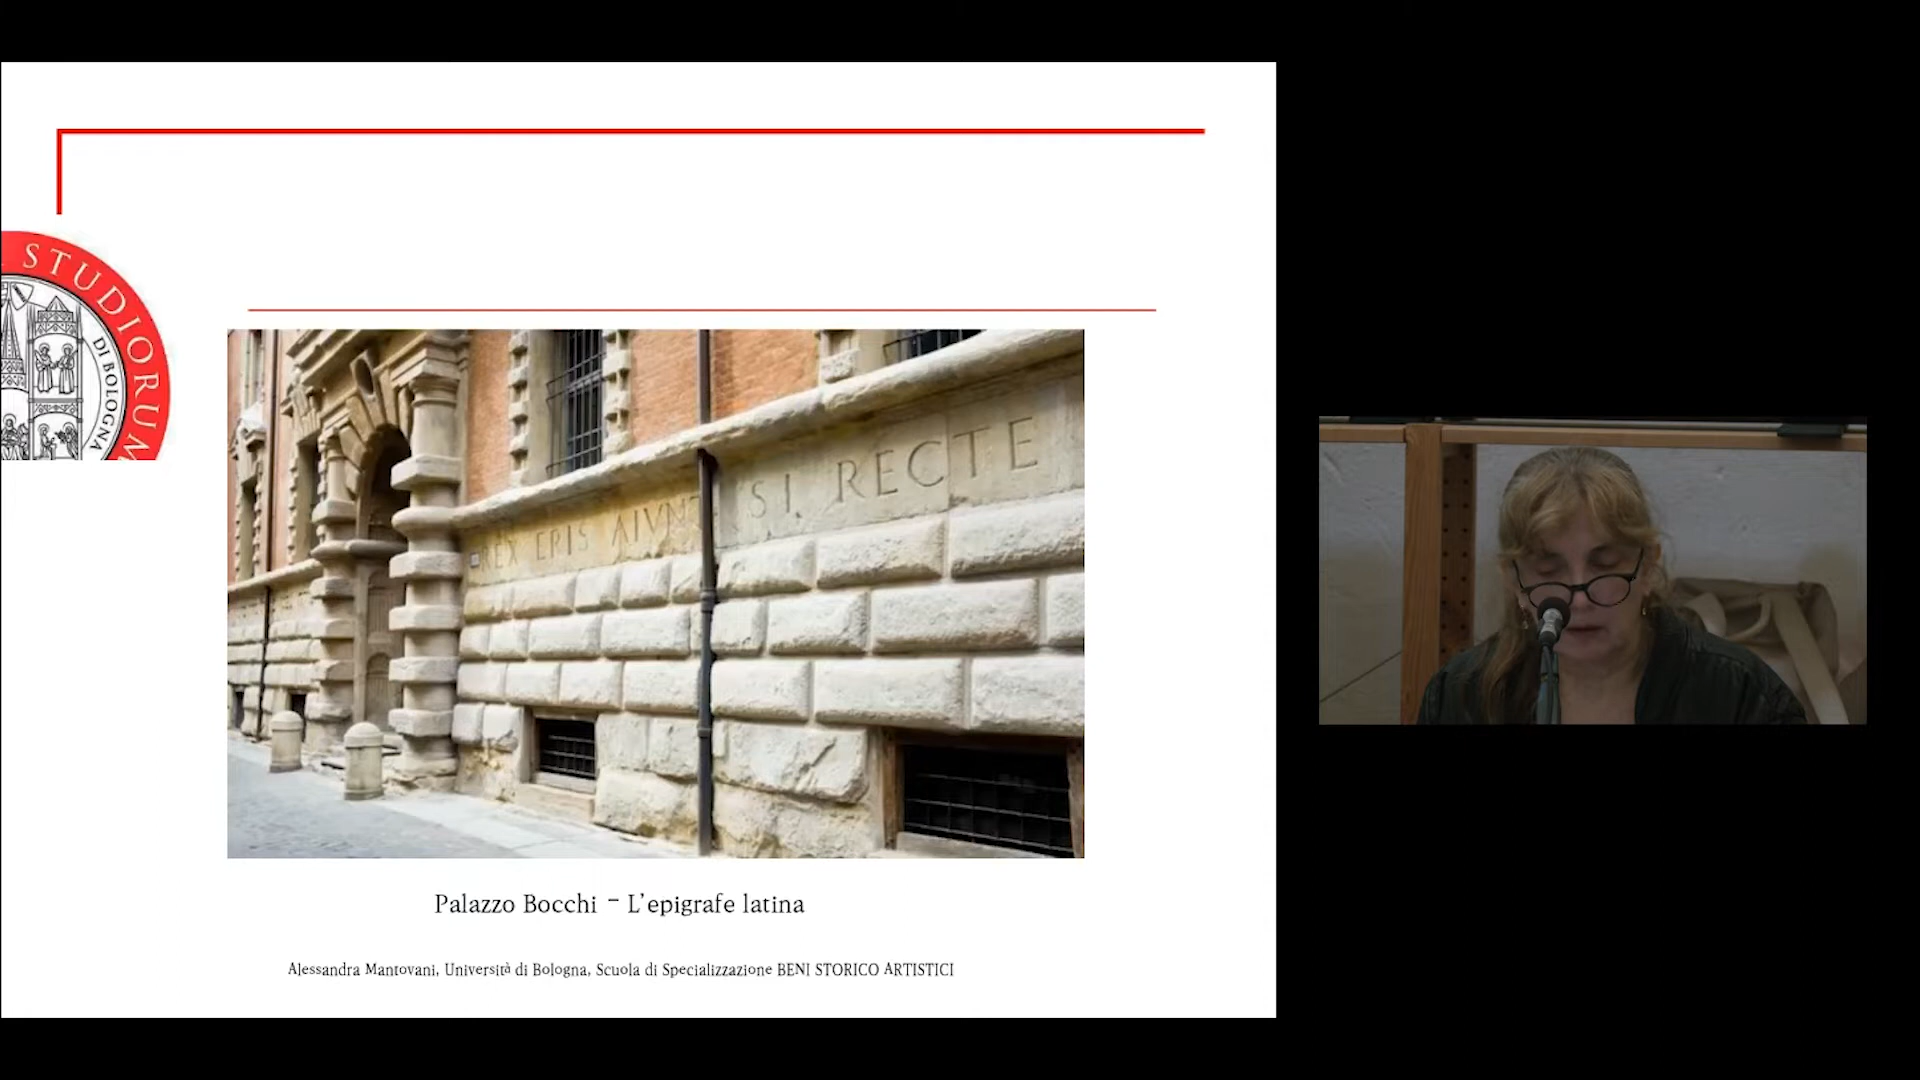 STUDIORUM
DI BOLOGNA
REX ERIS AIVNT SI RECTE
Palazzo Bocchi – L'epigrafe latina
Alessandra Mantovani, Università di Bologna, Scuola di Specializzazione BENI STORICO ARTISTICI